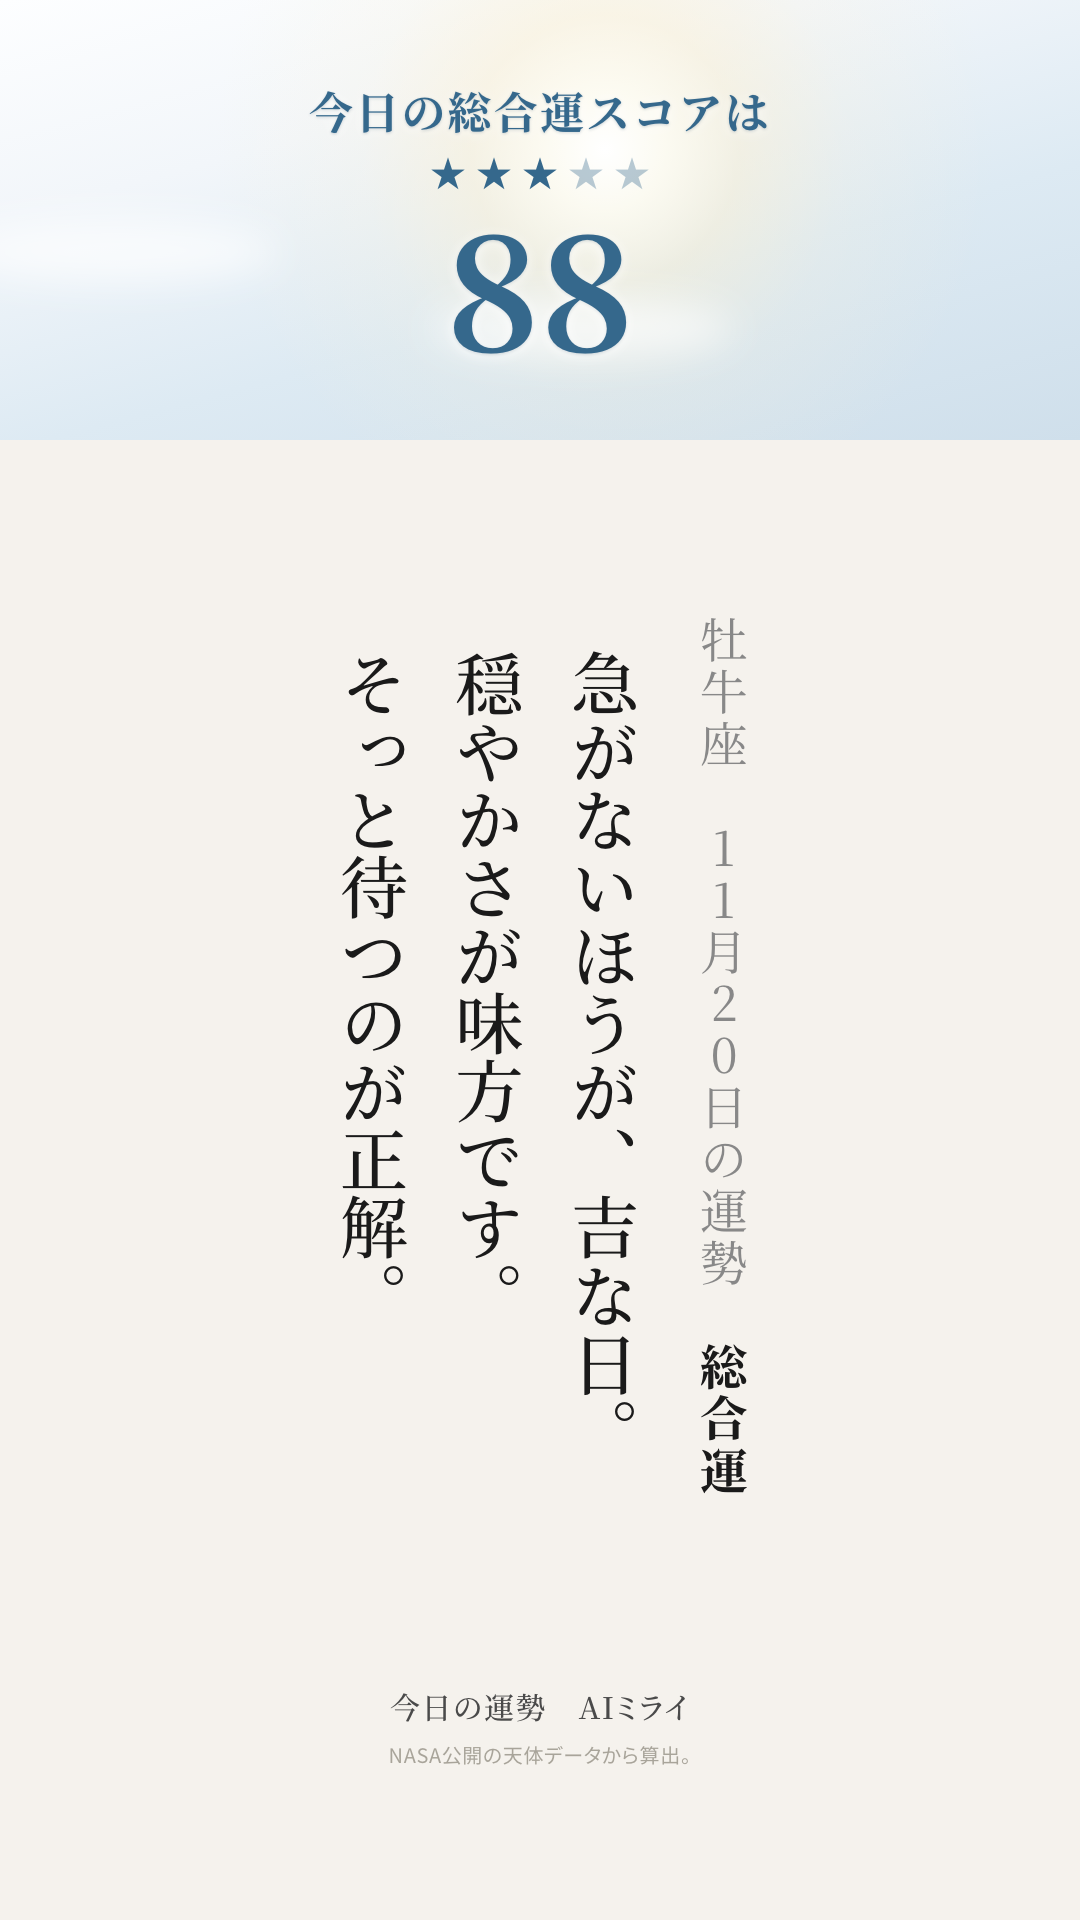 今日の総合運スコアは
★★★★★
88
牡牛座　11月20日の運勢　総合運
急がないほうが、吉な日。
穏やかさが味方です。
そっと待つのが正解。
今日の運勢　AIミライ
NASA公開の天体データから算出。